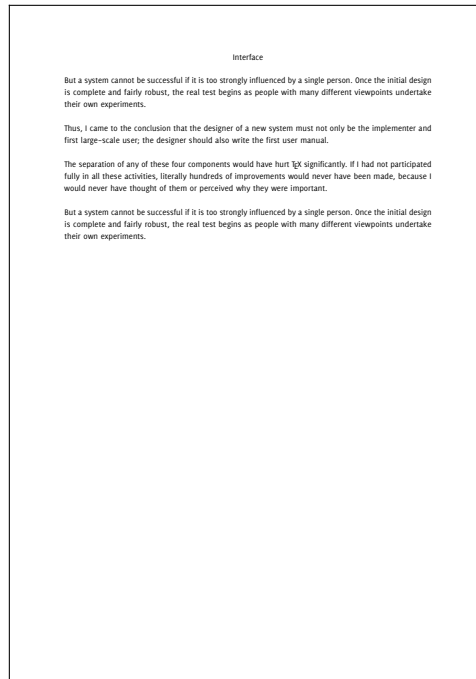 Interface
But a system cannot be successful if it is too strongly influenced by a single person. Once the initial design
is complete and fairly robust, the real test begins as people with many different viewpoints undertake
their own experiments.
Thus, I came to the conclusion that the designer of a new system must not only be the implementer and
first large-scale user; the designer should also write the first user manual.
The separation of any of these four components would have hurt TEX significantly. If I had not participated
fully in all these activities, literally hundreds of improvements would never have been made, because I
would never have thought of them or perceived why they were important.
But a system cannot be successful if it is too strongly influenced by a single person. Once the initial design
is complete and fairly robust, the real test begins as people with many different viewpoints undertake
their own experiments.